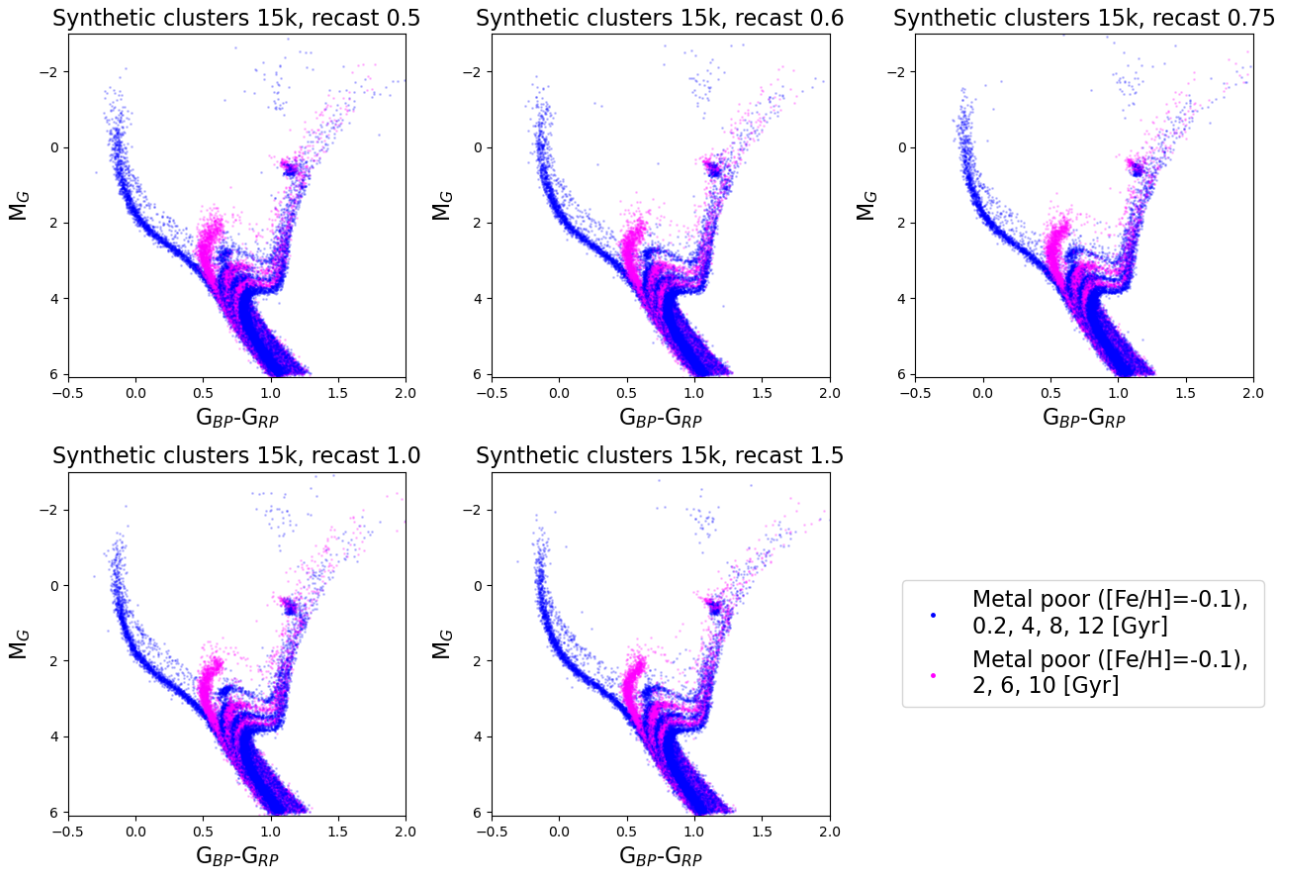 Synthetic clusters 15k, recast 0.5
Synthetic clusters 15k, recast 0.6
Synthetic clusters 15k, recast 0.75
−2
0
2
4
6
M_G
−0.5 0.0 0.5 1.0 1.5 2.0
G_BP-G_RP
−2
0
2
4
6
M_G
−0.5 0.0 0.5 1.0 1.5 2.0
G_BP-G_RP
−2
0
2
4
6
M_G
−0.5 0.0 0.5 1.0 1.5 2.0
G_BP-G_RP
Synthetic clusters 15k, recast 1.0
Synthetic clusters 15k, recast 1.5
−2
0
2
4
6
M_G
−0.5 0.0 0.5 1.0 1.5 2.0
G_BP-G_RP
−2
0
2
4
6
M_G
−0.5 0.0 0.5 1.0 1.5 2.0
G_BP-G_RP
Metal poor ([Fe/H]=-0.1),
0.2, 4, 8, 12 [Gyr]
Metal poor ([Fe/H]=-0.1),
2, 6, 10 [Gyr]